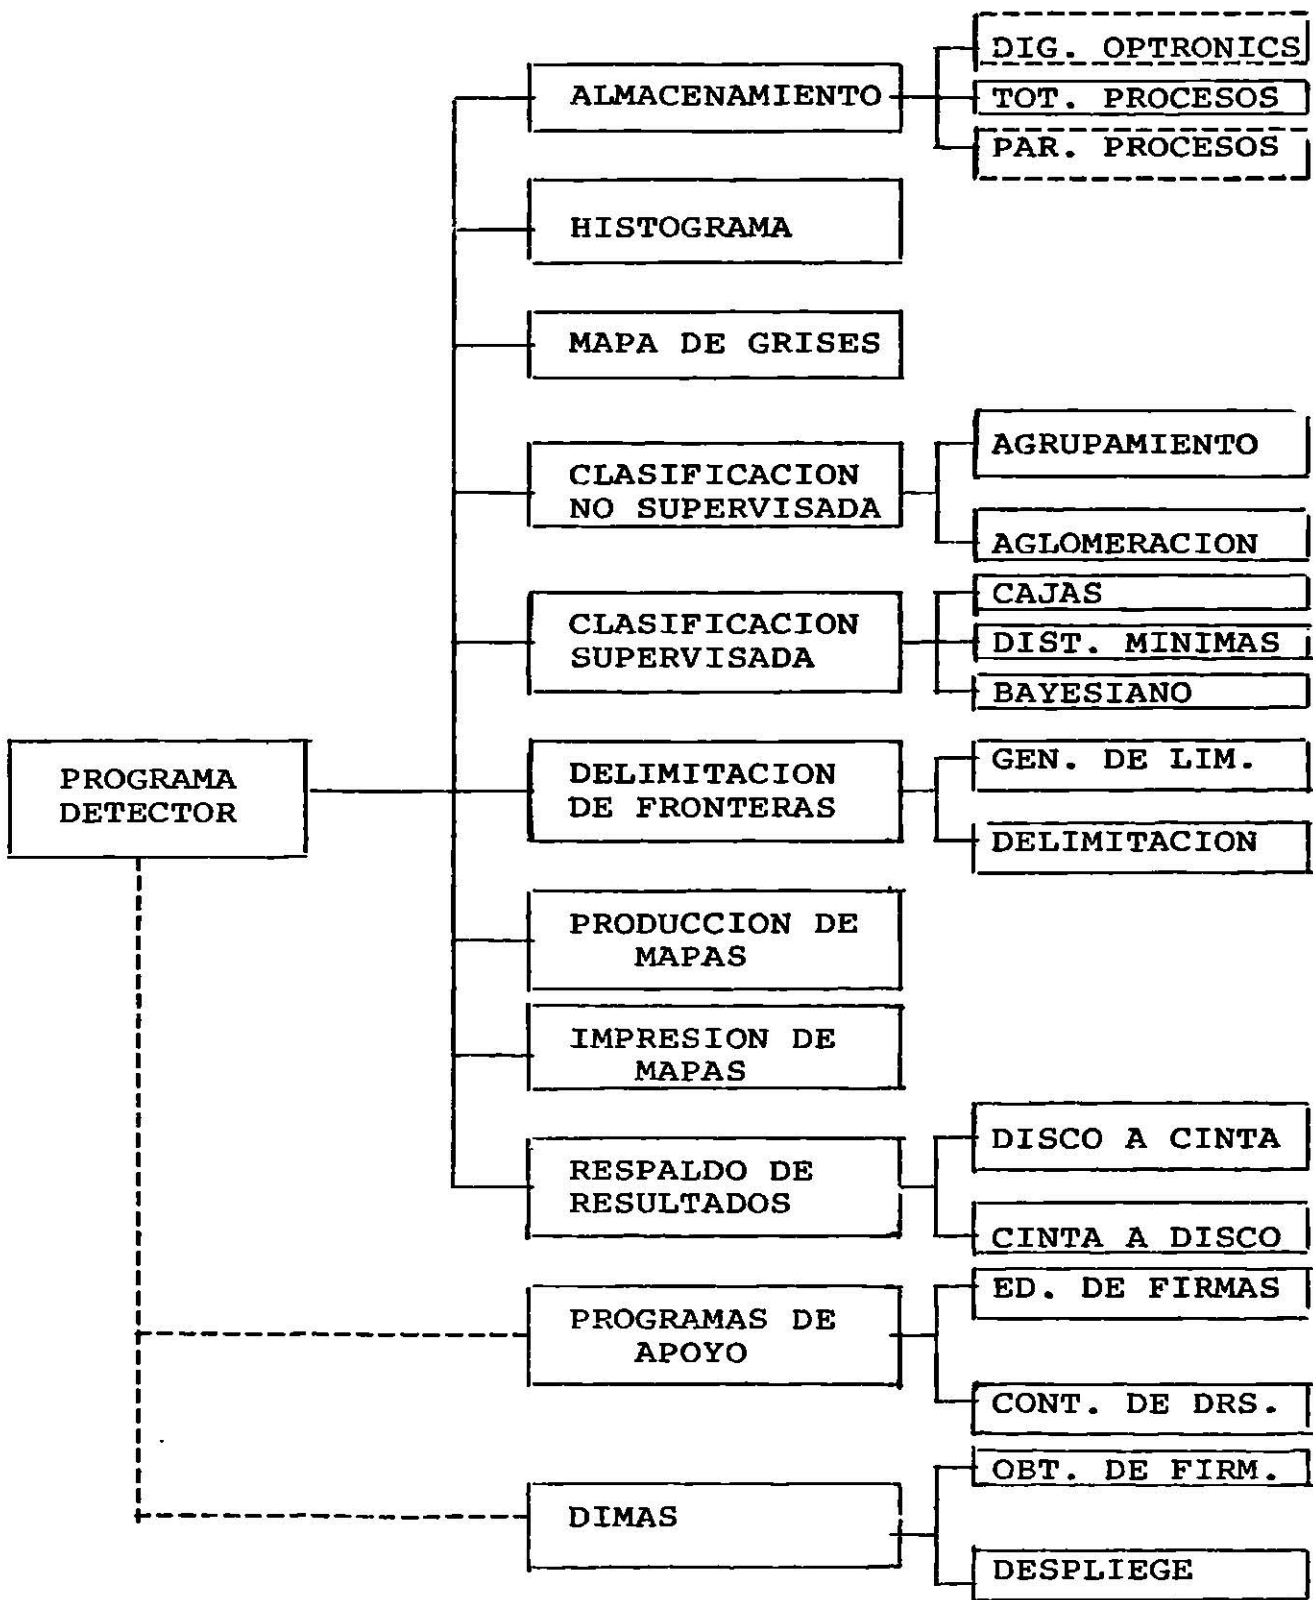 DIG. OPTRONICS
ALMACENAMIENTO
TOT. PROCESOS
PAR. PROCESOS
HISTOGRAMA
MAPA DE GRISES
CLASIFICACION
NO SUPERVISADA
AGRUPAMIENTO
AGLOMERACION
CLASIFICACION
SUPERVISADA
CAJAS
DIST. MINIMAS
BAYESIANO
PROGRAMA
DETECTOR
DELIMITACION
DE FRONTERAS
GEN. DE LIM.
DELIMITACION
PRODUCCION DE
MAPAS
IMPRESION DE
MAPAS
RESPALDO DE
RESULTADOS
DISCO A CINTA
CINTA A DISCO
PROGRAMAS DE
APOYO
ED. DE FIRMAS
CONT. DE DRS.
DIMAS
OBT. DE FIRM.
DESPLIEGE